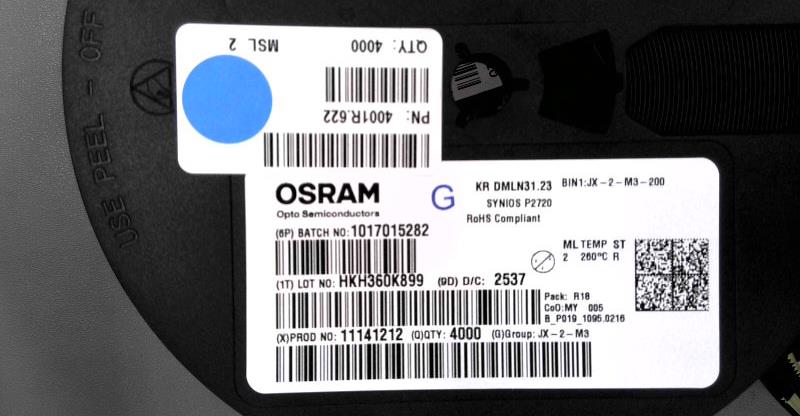 USE PEEL - OFF
QTY: 4000
MSL 2
PN: 4001R.622
OSRAM
Opto Semiconductors
G
KR DMLN31.23 BIN1:JX-2-M3-200
SYNIOS P2720
RoHS Compliant
(6P) BATCH NO:1017015282
ML TEMP ST
2 260°C R
(1T) LOT NO: HKH360K899 (9D) D/C: 2537
Pack: R18
CoO:MY 005
B_P019_1095.0216
(X)PROD NO: 11141212 (Q)QTY: 4000 (G)Group: JX-2-M3